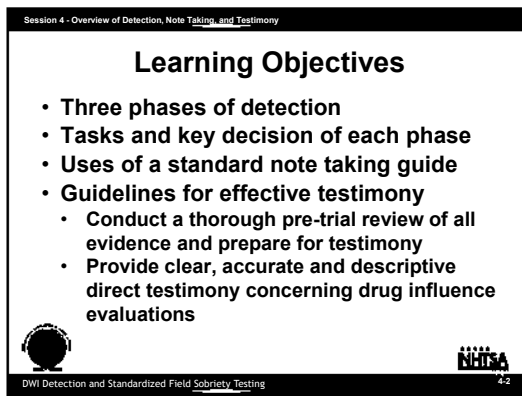 Session 4 - Overview of Detection, Note Taking, and Testimony
Learning Objectives
• Three phases of detection
• Tasks and key decision of each phase
• Uses of a standard note taking guide
• Guidelines for effective testimony
• Conduct a thorough pre-trial review of all
evidence and prepare for testimony
• Provide clear, accurate and descriptive
direct testimony concerning drug influence
evaluations
NHTSA
DWI Detection and Standardized Field Sobriety Testing
4-2